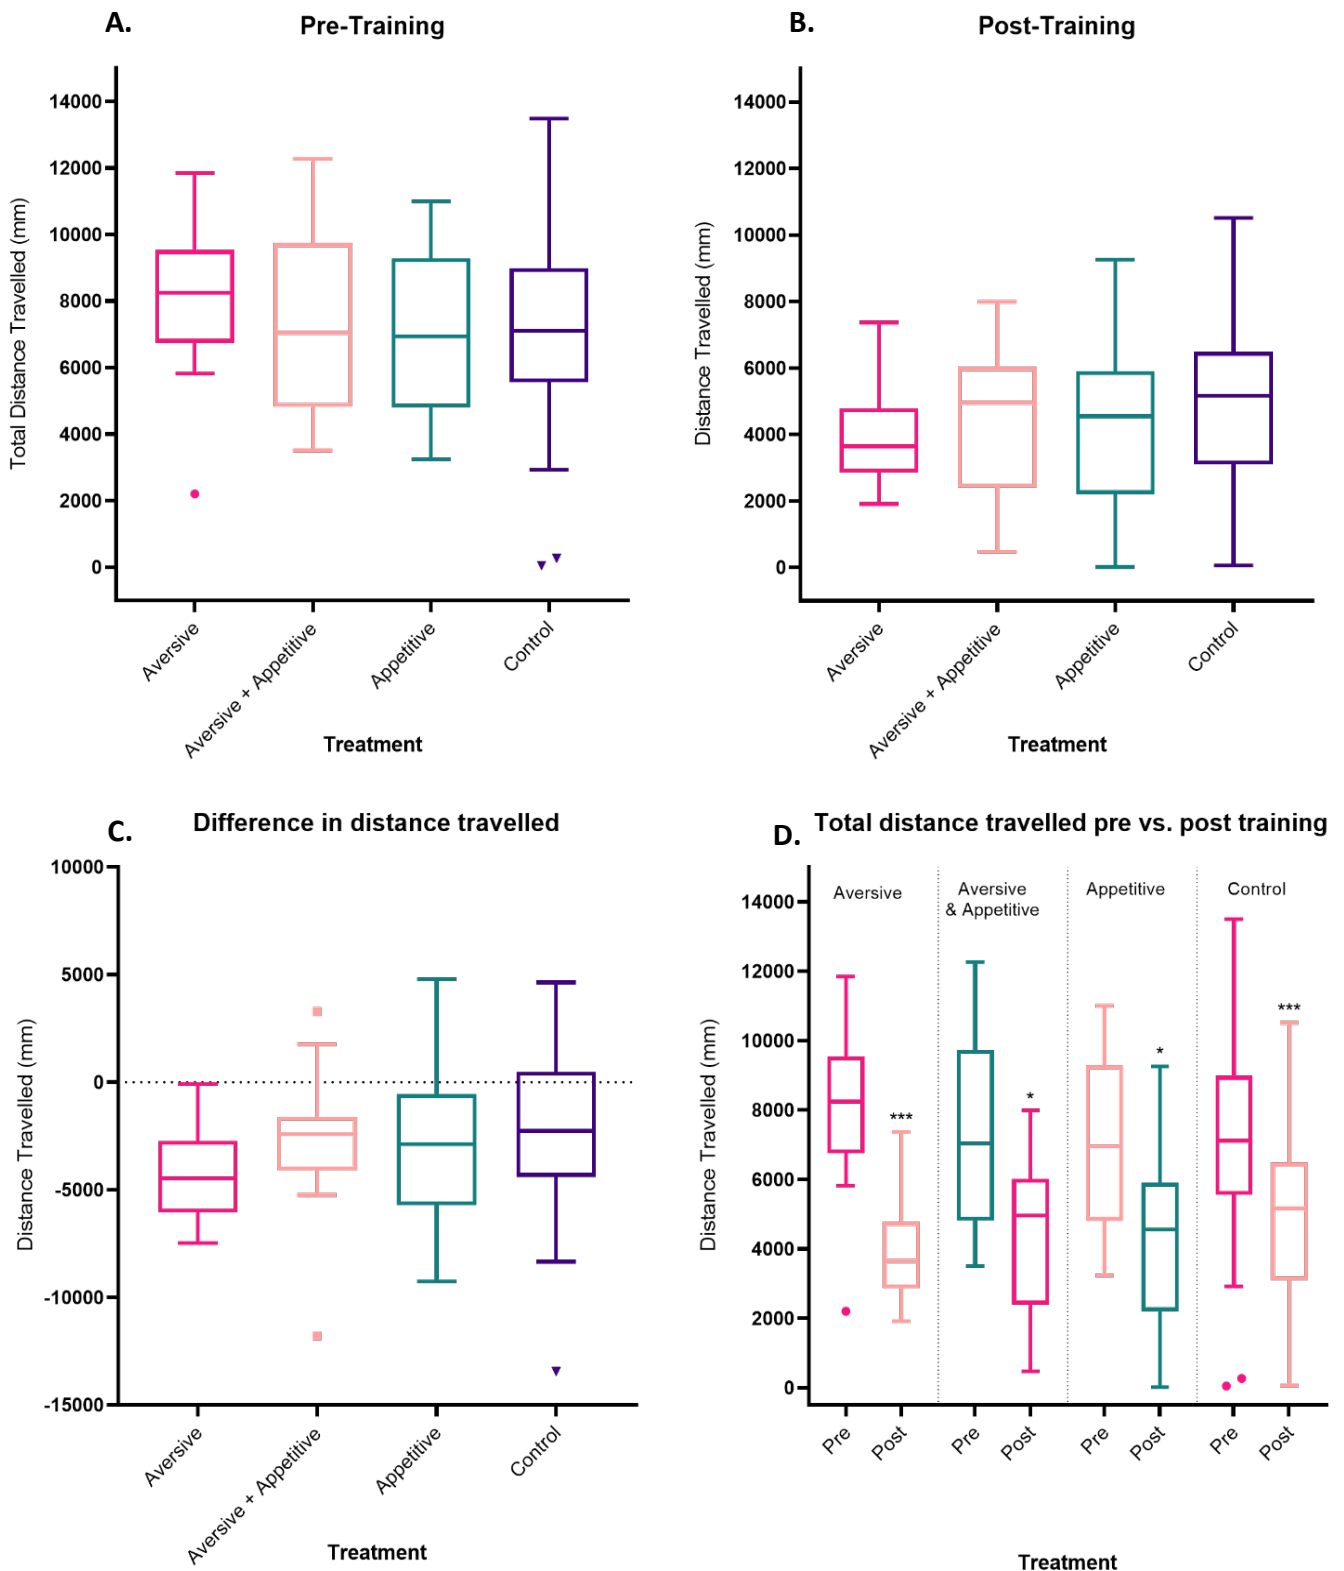 A.
Pre-Training
Total Distance Travelled (mm)
14000
12000
10000
8000
6000
4000
2000
0
Aversive
Aversive + Appetitive
Appetitive
Control
Treatment
B.
Post-Training
Distance Travelled (mm)
14000
12000
10000
8000
6000
4000
2000
0
Aversive
Aversive + Appetitive
Appetitive
Control
Treatment
C.
Difference in distance travelled
Distance Travelled (mm)
10000
5000
0
-5000
-10000
-15000
Aversive
Aversive + Appetitive
Appetitive
Control
Treatment
D.
Total distance travelled pre vs. post training
Distance Travelled (mm)
14000
12000
10000
8000
6000
4000
2000
0
Aversive
Aversive
& Appetitive
Appetitive
Control
***
*
*
***
Pre
Post
Pre
Post
Pre
Post
Pre
Post
Treatment